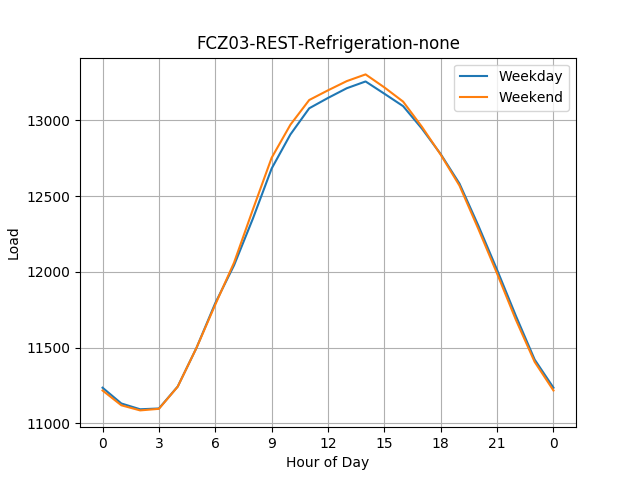 FCZ03-REST-Refrigeration-none
Weekday
Weekend
13000
12500
12000
11500
11000
Load
0 3 6 9 12 15 18 21 0
Hour of Day